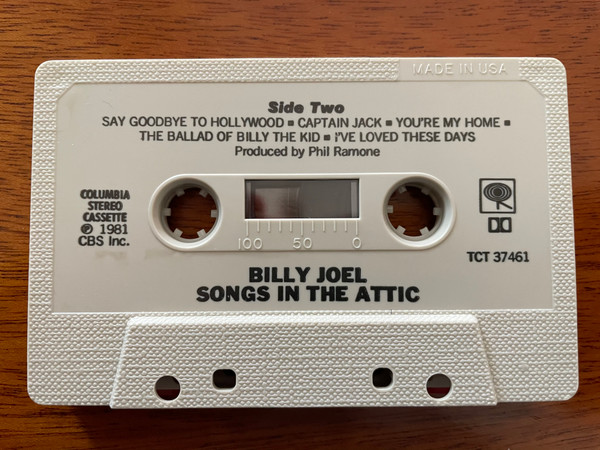 MADE IN USA
Side Two
SAY GOODBYE TO HOLLYWOOD ▪ CAPTAIN JACK ▪ YOU'RE MY HOME ▪
THE BALLAD OF BILLY THE KID ▪ I'VE LOVED THESE DAYS
Produced by Phil Ramone
COLUMBIA
STEREO
CASSETTE
℗ 1981
CBS Inc.
100 50 0
TCT 37461
BILLY JOEL
SONGS IN THE ATTIC